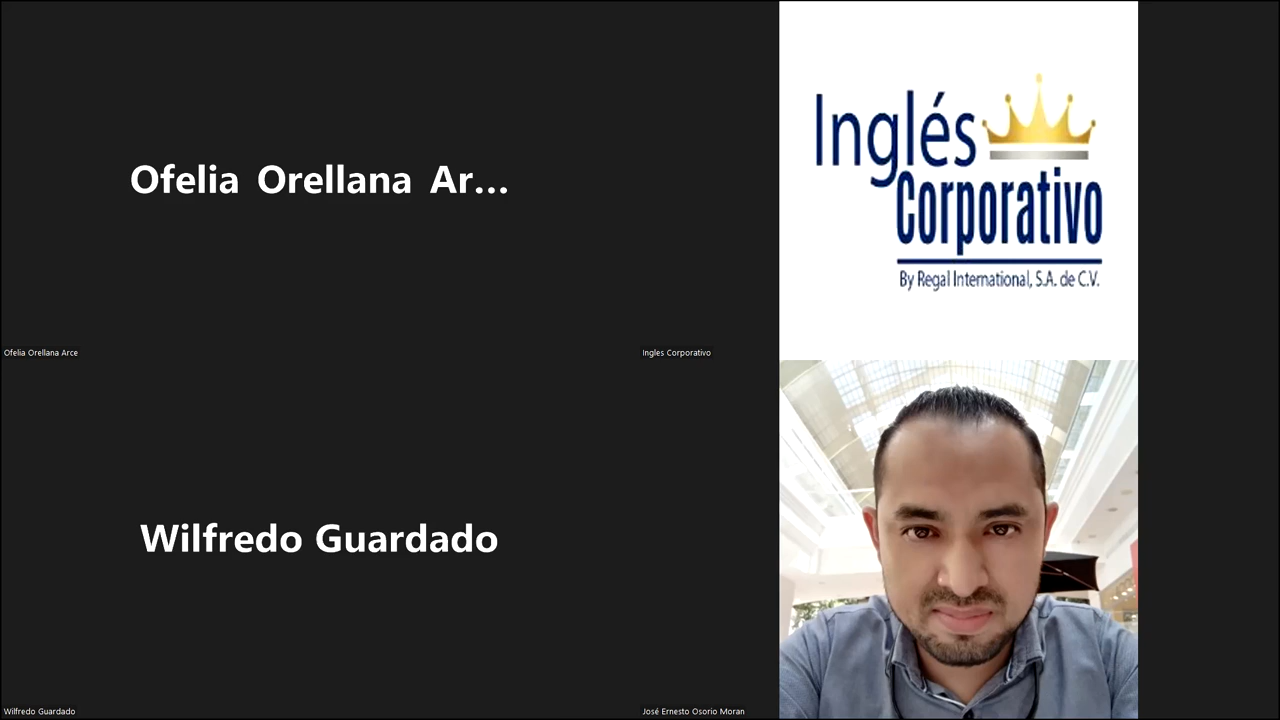 Ofelia Orellana Ar...
Ofelia Orellana Arce
Inglés
Corporativo
By Regal International, S.A. de C.V.
Ingles Corporativo
Wilfredo Guardado
Wilfredo Guardado
José Ernesto Osorio Moran